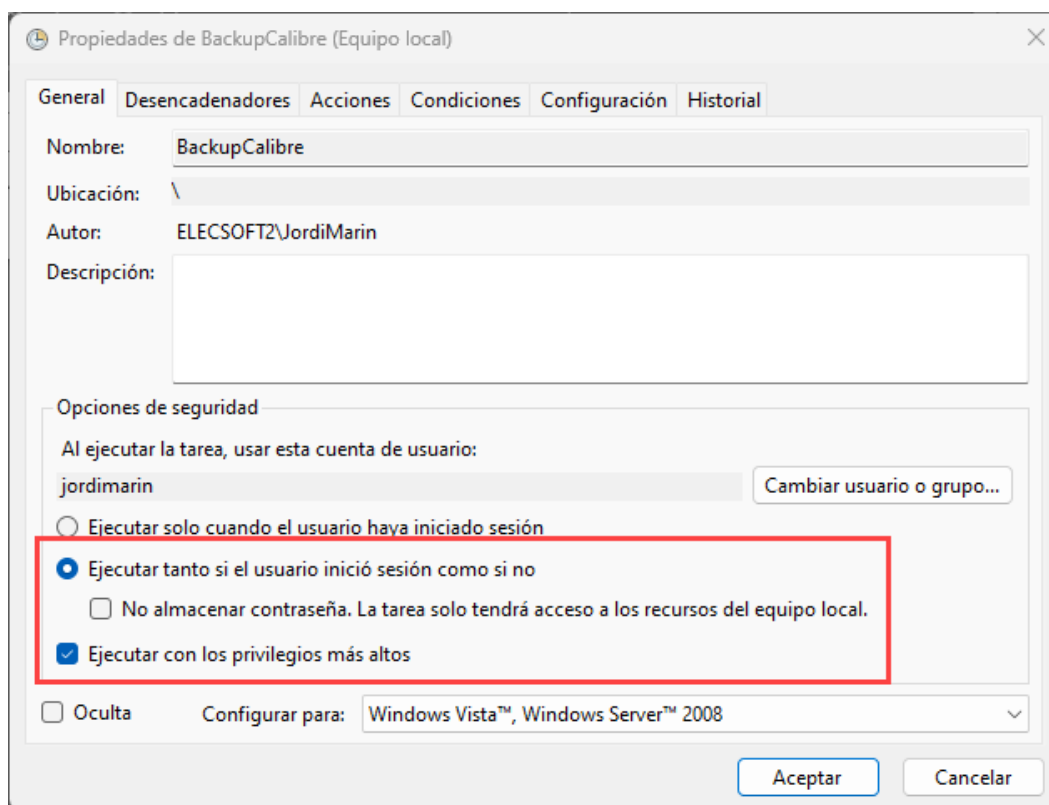 Propiedades de BackupCalibre (Equipo local)
General Desencadenadores Acciones Condiciones Configuración Historial
Nombre: BackupCalibre
Ubicación: \
Autor: ELECSOFT2\JordiMarin
Descripción:
Opciones de seguridad
Al ejecutar la tarea, usar esta cuenta de usuario:
jordimarin Cambiar usuario o grupo...
Ejecutar solo cuando el usuario haya iniciado sesión
Ejecutar tanto si el usuario inició sesión como si no
No almacenar contraseña. La tarea solo tendrá acceso a los recursos del equipo local.
Ejecutar con los privilegios más altos
Oculta Configurar para: Windows Vista™, Windows Server™ 2008
Aceptar Cancelar